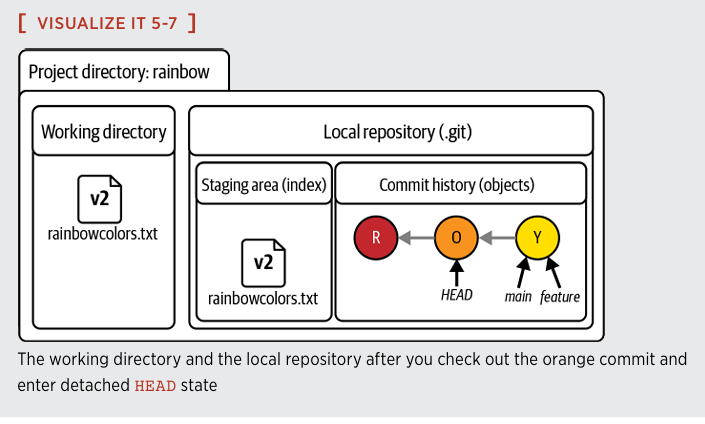 [ VISUALIZE IT 5-7 ]
Project directory: rainbow
Working directory
Local repository (.git)
v2
rainbowcolors.txt
Staging area (index)
v2
rainbowcolors.txt
Commit history (objects)
R O Y
HEAD main feature
The working directory and the local repository after you check out the orange commit and
enter detached HEAD state